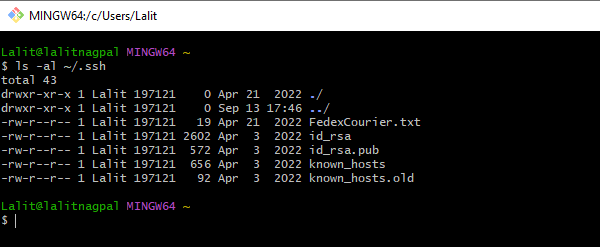 MINGW64:/c/Users/Lalit
Lalit@lalitnagpal MINGW64 ~
$ ls -al ~/.ssh
total 43
drwxr-xr-x 1 Lalit 197121    0 Apr 21  2022 ./
drwxr-xr-x 1 Lalit 197121    0 Sep 13 17:46 ../
-rw-r--r-- 1 Lalit 197121   19 Apr 21  2022 FedexCourier.txt
-rw-r--r-- 1 Lalit 197121 2602 Apr  3  2022 id_rsa
-rw-r--r-- 1 Lalit 197121  572 Apr  3  2022 id_rsa.pub
-rw-r--r-- 1 Lalit 197121  656 Apr  3  2022 known_hosts
-rw-r--r-- 1 Lalit 197121   92 Apr  3  2022 known_hosts.old
Lalit@lalitnagpal MINGW64 ~
$